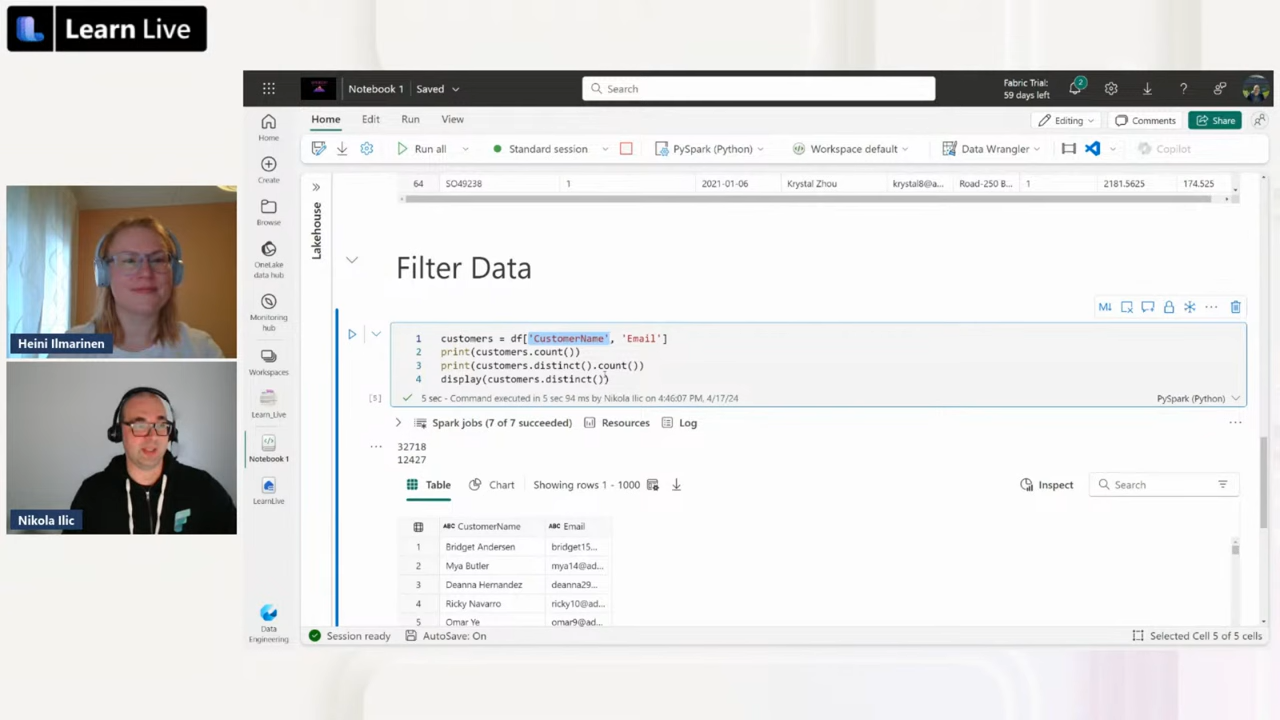 Learn Live
Notebook 1 Saved
Search
Fabric Trial:
59 days left
2
Home
Create
Browse
OneLake
data hub
Monitoring
hub
Workspaces
Learn_Live
Notebook 1
LearnLive
Data
Engineering
Home Edit Run View
Editing Comments Share
Run all Standard session PySpark (Python) Workspace default Data Wrangler Copilot
Lakehouse
64 SO49238 1 2021-01-06 Krystal Zhou krystal8@a... Road-250 B... 1 2181.5625 174.525
Filter Data
1 customers = df['CustomerName', 'Email']
2 print(customers.count())
3 print(customers.distinct().count())
4 display(customers.distinct())
[5] 5 sec - Command executed in 5 sec 94 ms by Nikola Ilic on 4:46:07 PM, 4/17/24 PySpark (Python)
Spark jobs (7 of 7 succeeded) Resources Log
32718
12427
Table Chart Showing rows 1 - 1000 Inspect Search
ABC CustomerName ABC Email
1 Bridget Andersen bridget15...
2 Mya Butler mya14@ad...
3 Deanna Hernandez deanna29...
4 Ricky Navarro ricky10@ad...
5 Omar Ye omar9@ad...
Session ready AutoSave: On Selected Cell 5 of 5 cells
Heini Ilmarinen
Nikola Ilic